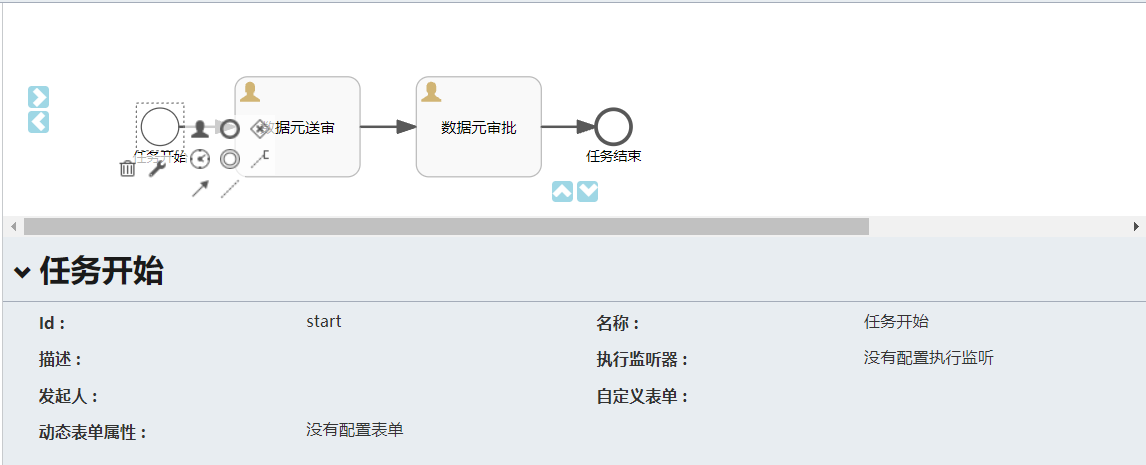 数据元送审
数据元审批
任务开始
任务结束
任务开始
Id :
start
名称 :
任务开始
描述 :
执行监听器 :
没有配置执行监听
发起人 :
自定义表单 :
动态表单属性 :
没有配置表单